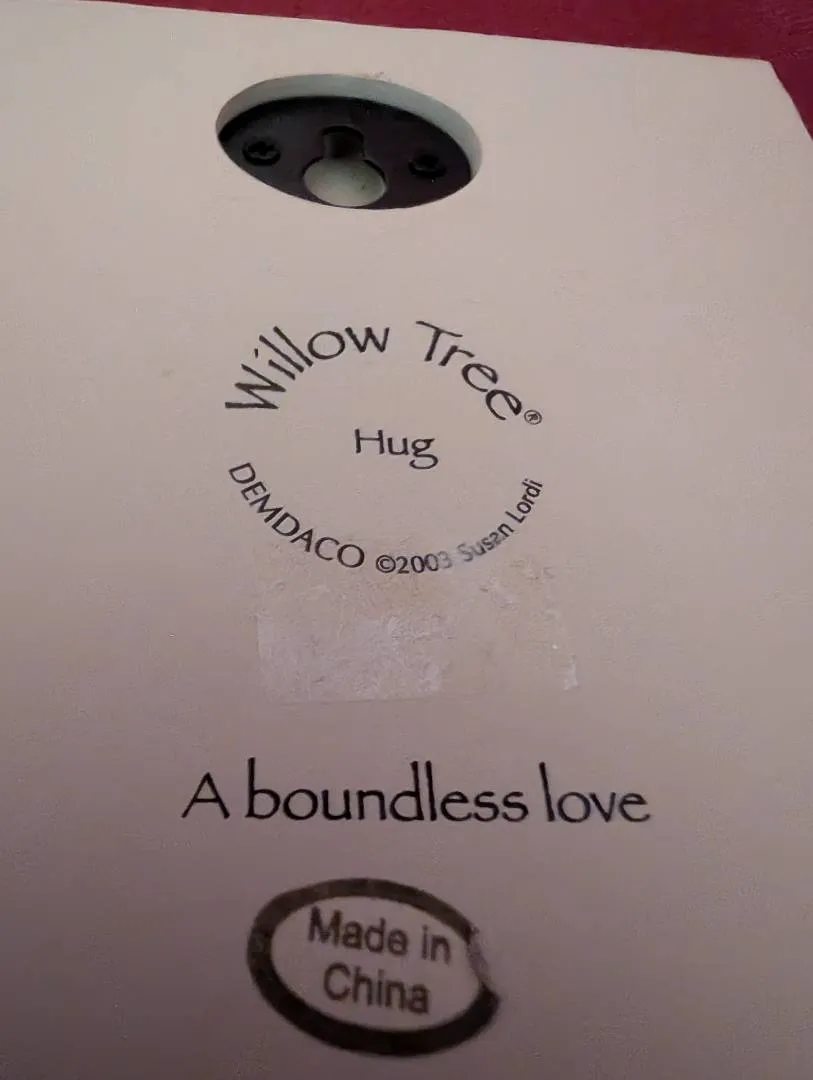 Willow Tree®
Hug
DEMDACO ©2003 Susan Lordi
A boundless love
Made in
China